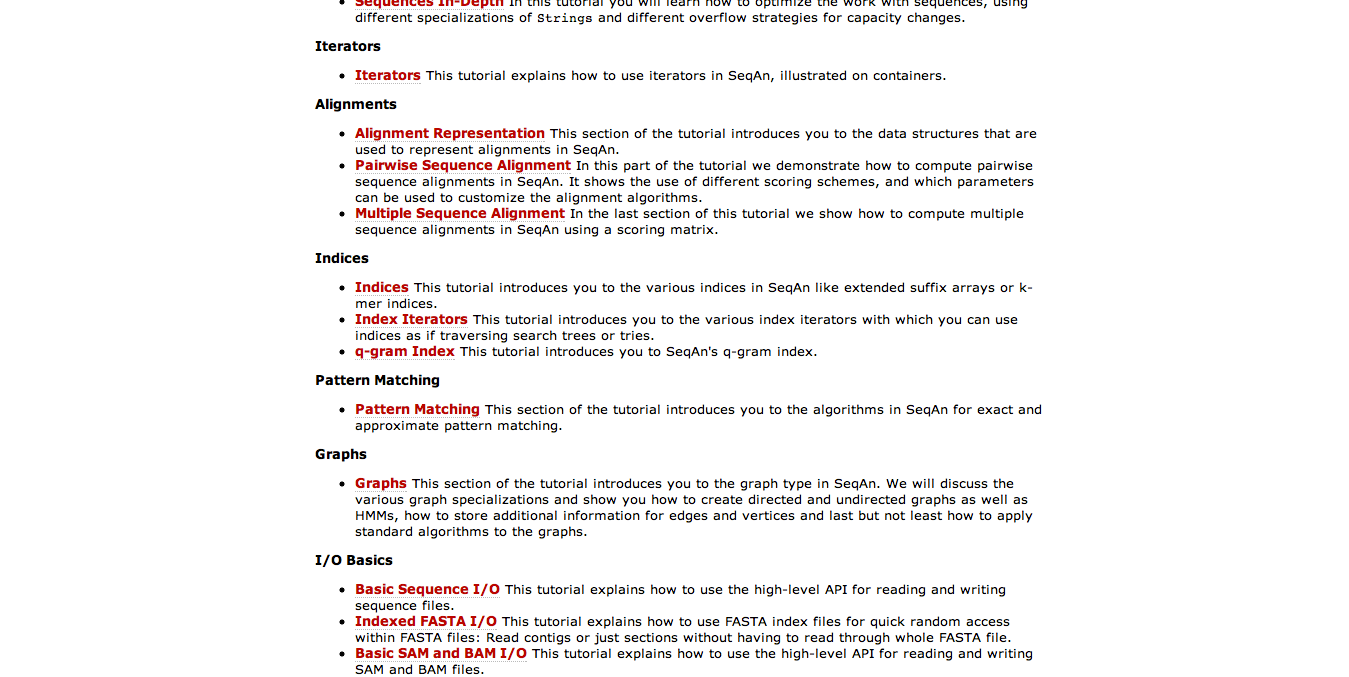 Sequences In-Depth In this tutorial you will learn how to optimize the work with sequences, using
different specializations of Strings and different overflow strategies for capacity changes.
Iterators
Iterators This tutorial explains how to use iterators in SeqAn, illustrated on containers.
Alignments
Alignment Representation This section of the tutorial introduces you to the data structures that are
used to represent alignments in SeqAn.
Pairwise Sequence Alignment In this part of the tutorial we demonstrate how to compute pairwise
sequence alignments in SeqAn. It shows the use of different scoring schemes, and which parameters
can be used to customize the alignment algorithms.
Multiple Sequence Alignment In the last section of this tutorial we show how to compute multiple
sequence alignments in SeqAn using a scoring matrix.
Indices
Indices This tutorial introduces you to the various indices in SeqAn like extended suffix arrays or k-
mer indices.
Index Iterators This tutorial introduces you to the various index iterators with which you can use
indices as if traversing search trees or tries.
q-gram Index This tutorial introduces you to SeqAn's q-gram index.
Pattern Matching
Pattern Matching This section of the tutorial introduces you to the algorithms in SeqAn for exact and
approximate pattern matching.
Graphs
Graphs This section of the tutorial introduces you to the graph type in SeqAn. We will discuss the
various graph specializations and show you how to create directed and undirected graphs as well as
HMMs, how to store additional information for edges and vertices and last but not least how to apply
standard algorithms to the graphs.
I/O Basics
Basic Sequence I/O This tutorial explains how to use the high-level API for reading and writing
sequence files.
Indexed FASTA I/O This tutorial explains how to use FASTA index files for quick random access
within FASTA files: Read contigs or just sections without having to read through whole FASTA file.
Basic SAM and BAM I/O This tutorial explains how to use the high-level API for reading and writing
SAM and BAM files.